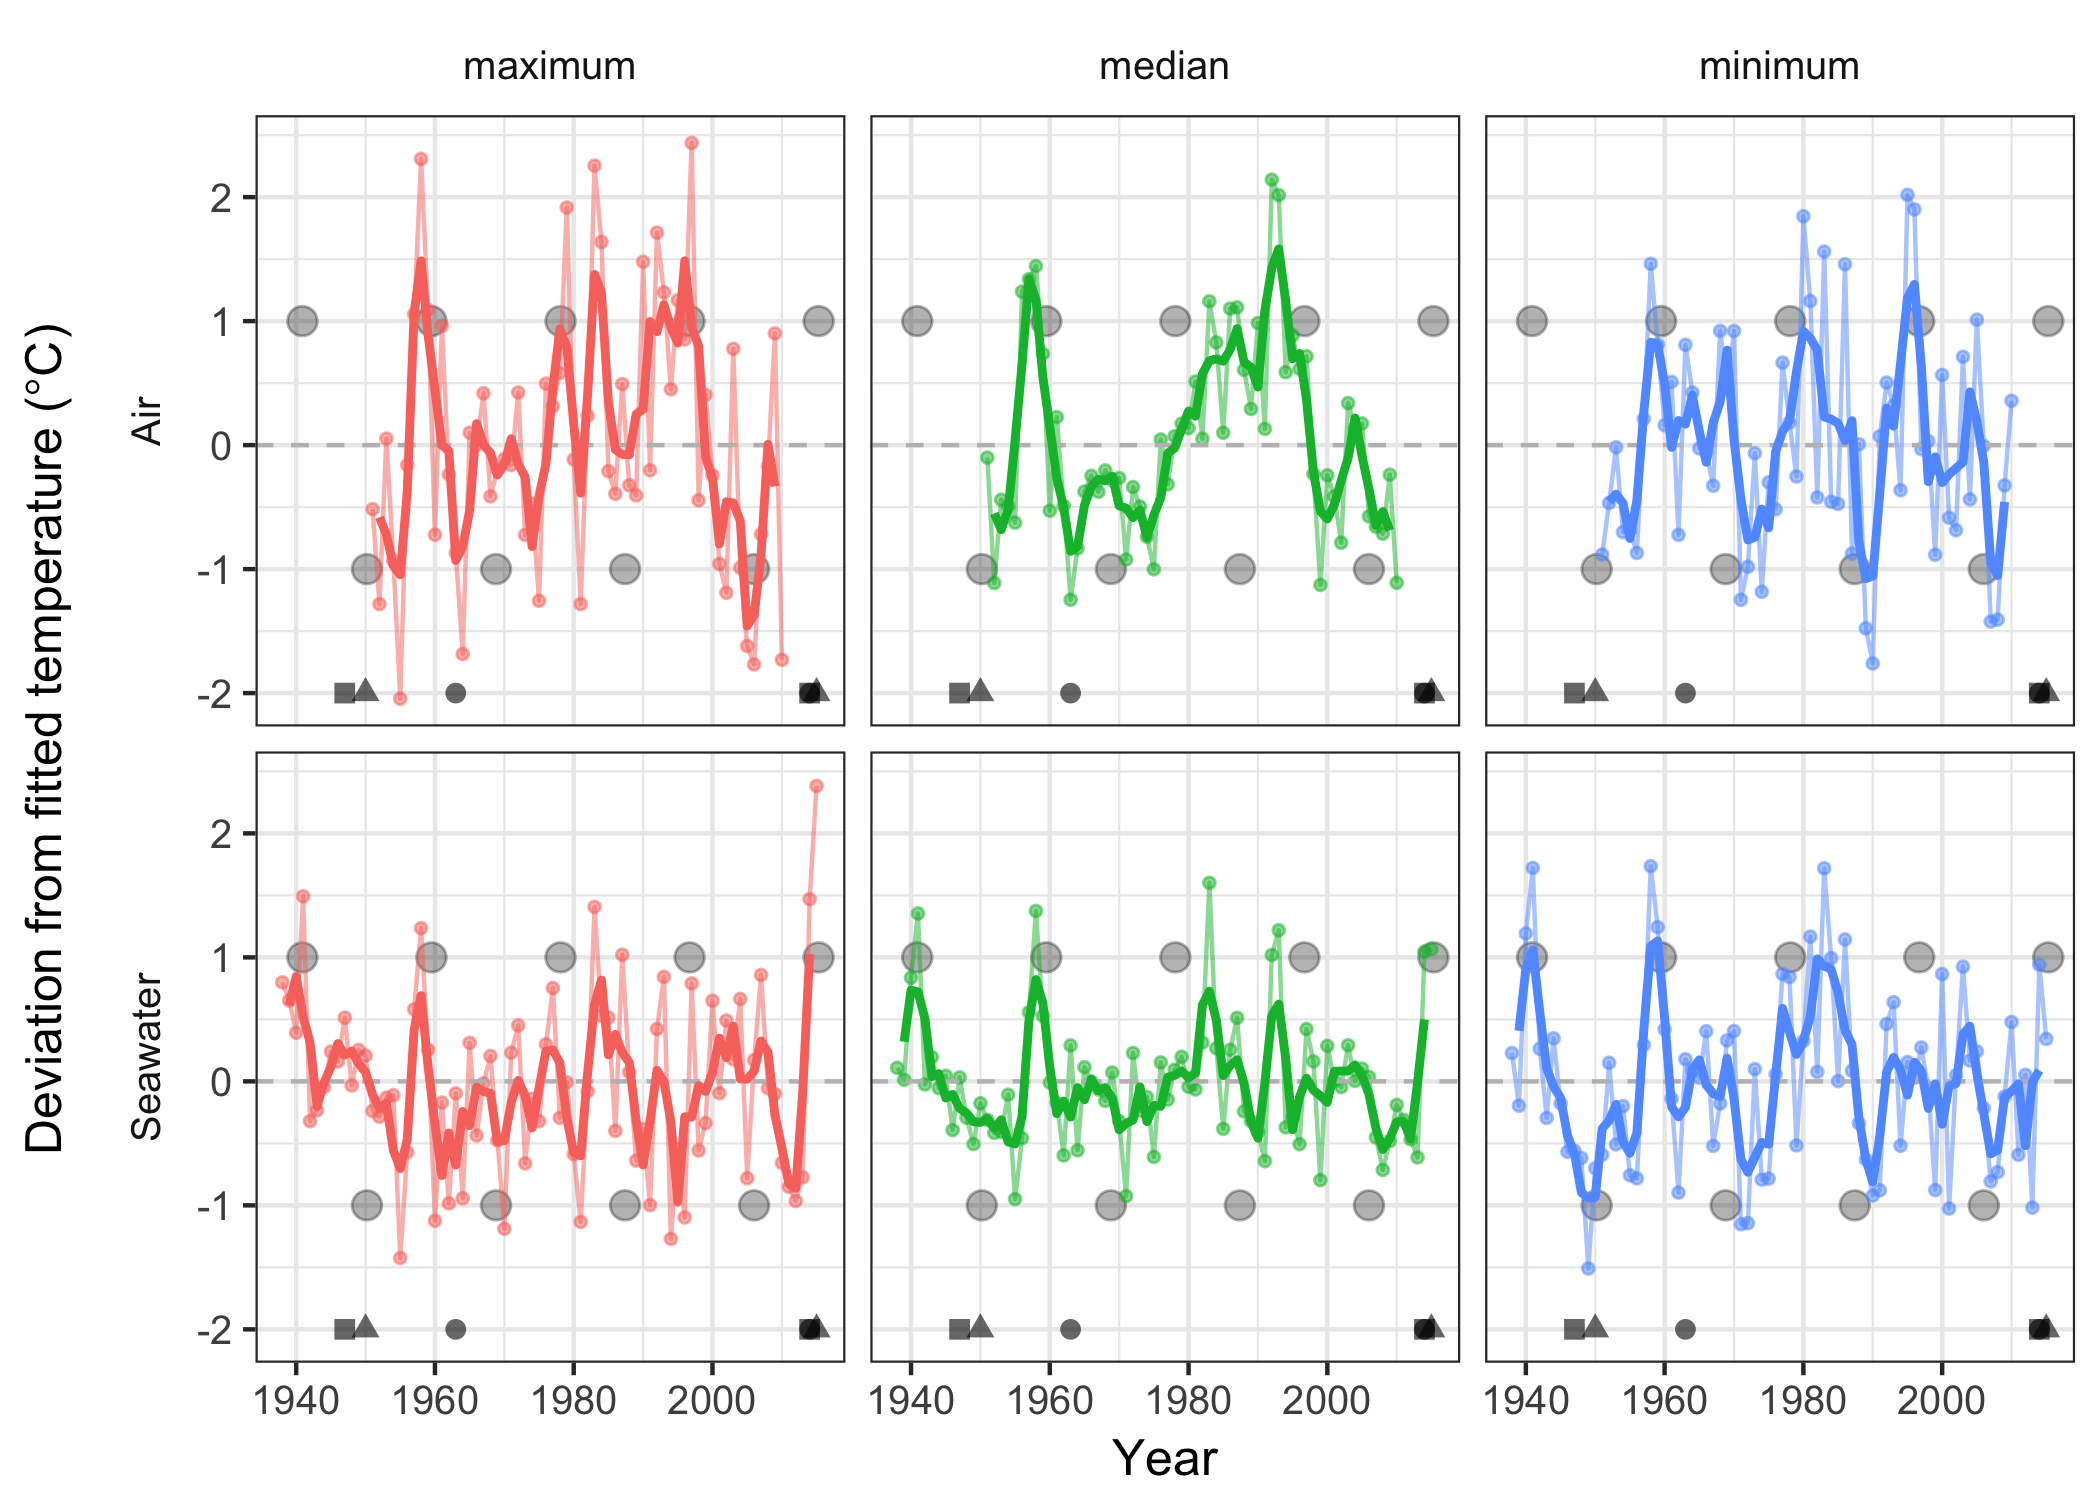 maximum median minimum
Deviation from fitted temperature (°C)
Air
2
1
0
-1
-2
Seawater
2
1
0
-1
-2
1940 1960 1980 2000 1940 1960 1980 2000 1940 1960 1980 2000
Year